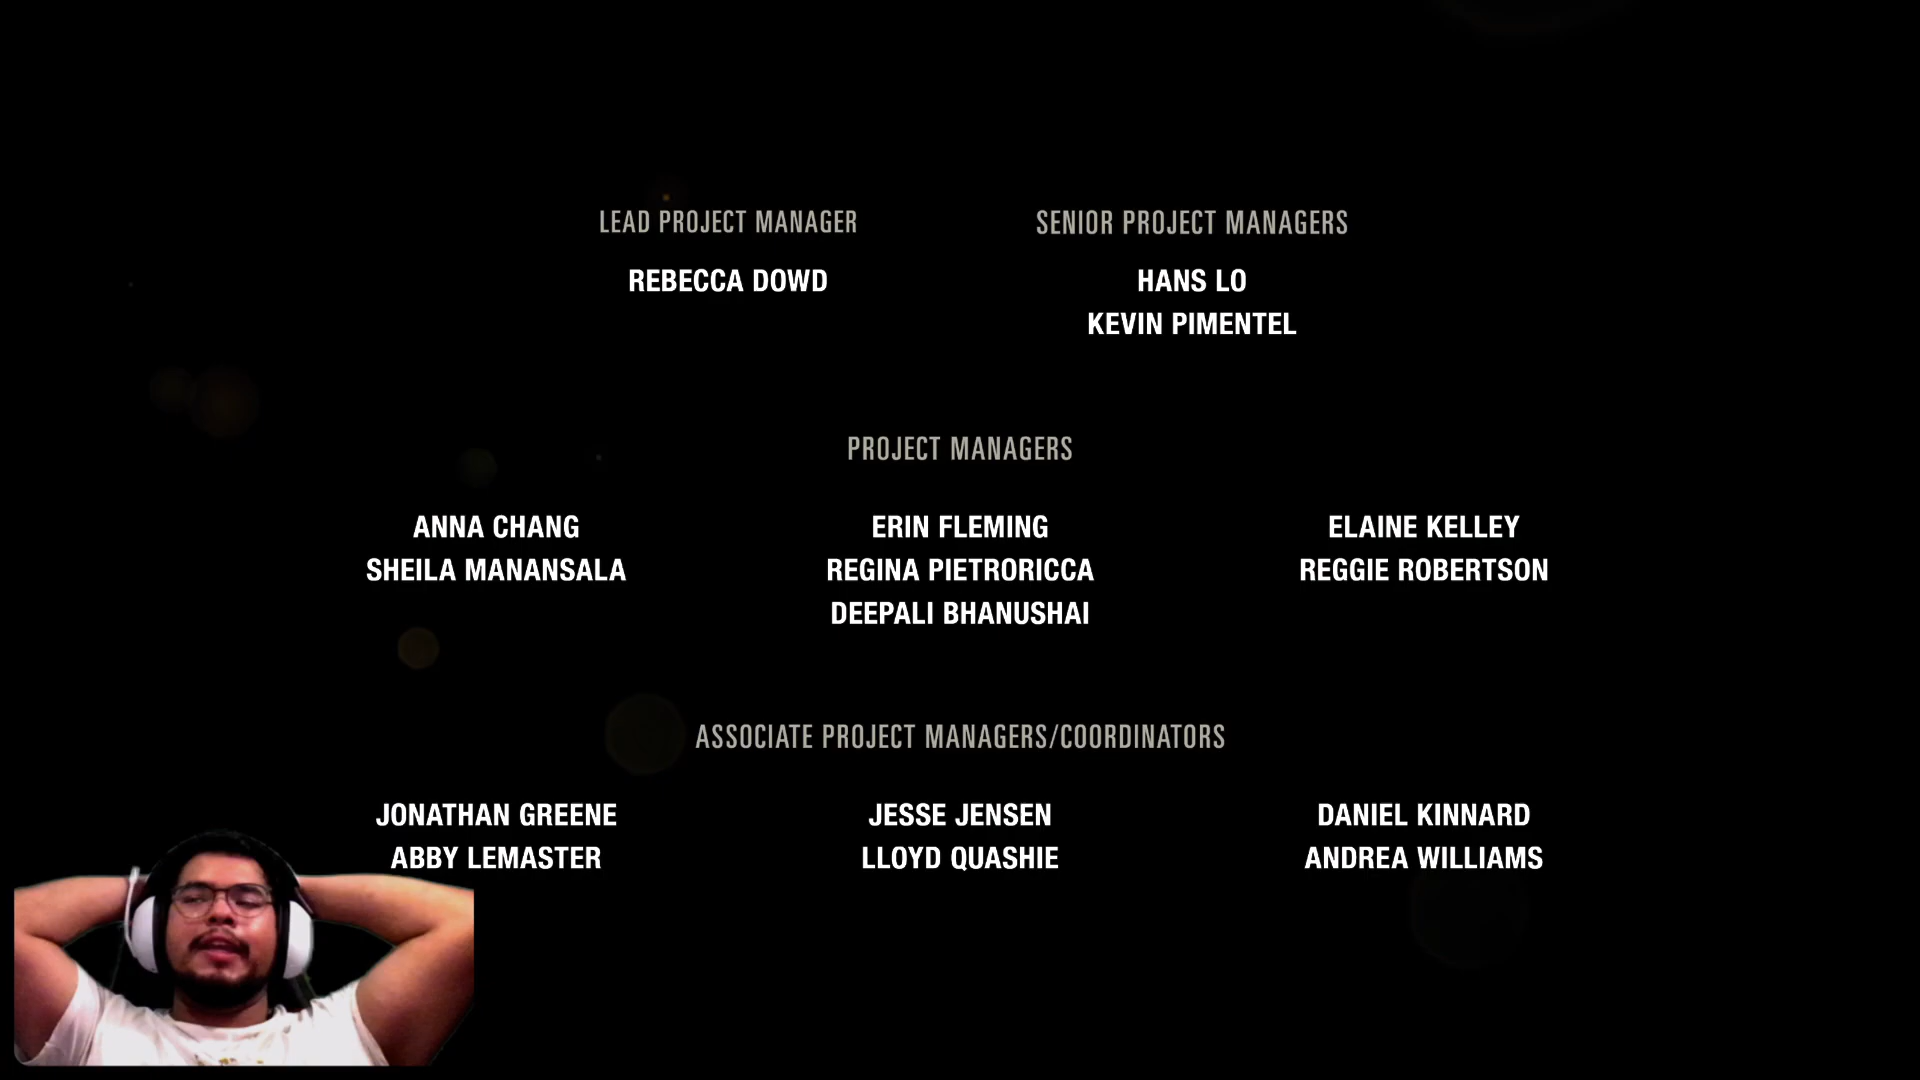 LEAD PROJECT MANAGER
REBECCA DOWD
SENIOR PROJECT MANAGERS
HANS LO
KEVIN PIMENTEL
PROJECT MANAGERS
ANNA CHANG
SHEILA MANANSALA
ERIN FLEMING
REGINA PIETRORICCA
DEEPALI BHANUSHAI
ELAINE KELLEY
REGGIE ROBERTSON
ASSOCIATE PROJECT MANAGERS/COORDINATORS
JONATHAN GREENE
ABBY LEMASTER
JESSE JENSEN
LLOYD QUASHIE
DANIEL KINNARD
ANDREA WILLIAMS